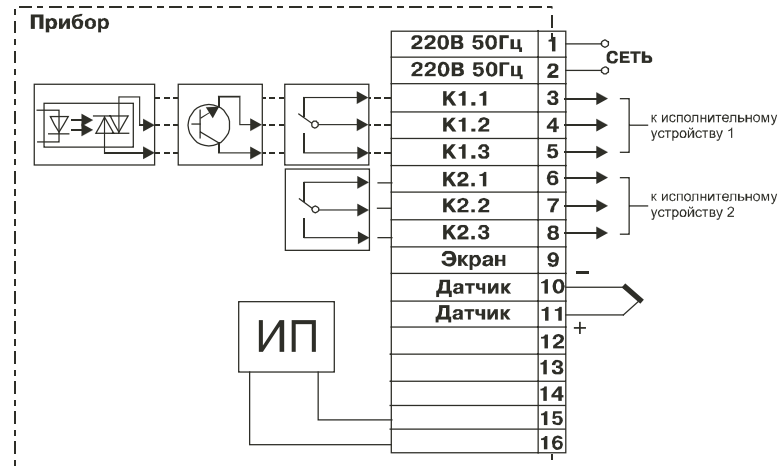 Прибор
220В 50Гц 1
220В 50Гц 2
СЕТЬ
К1.1 3
К1.2 4
К1.3 5
к исполнительному
устройству 1
К2.1 6
К2.2 7
К2.3 8
к исполнительному
устройству 2
Экран 9
−
Датчик 10
Датчик 11
+
ИП
12
13
14
15
16